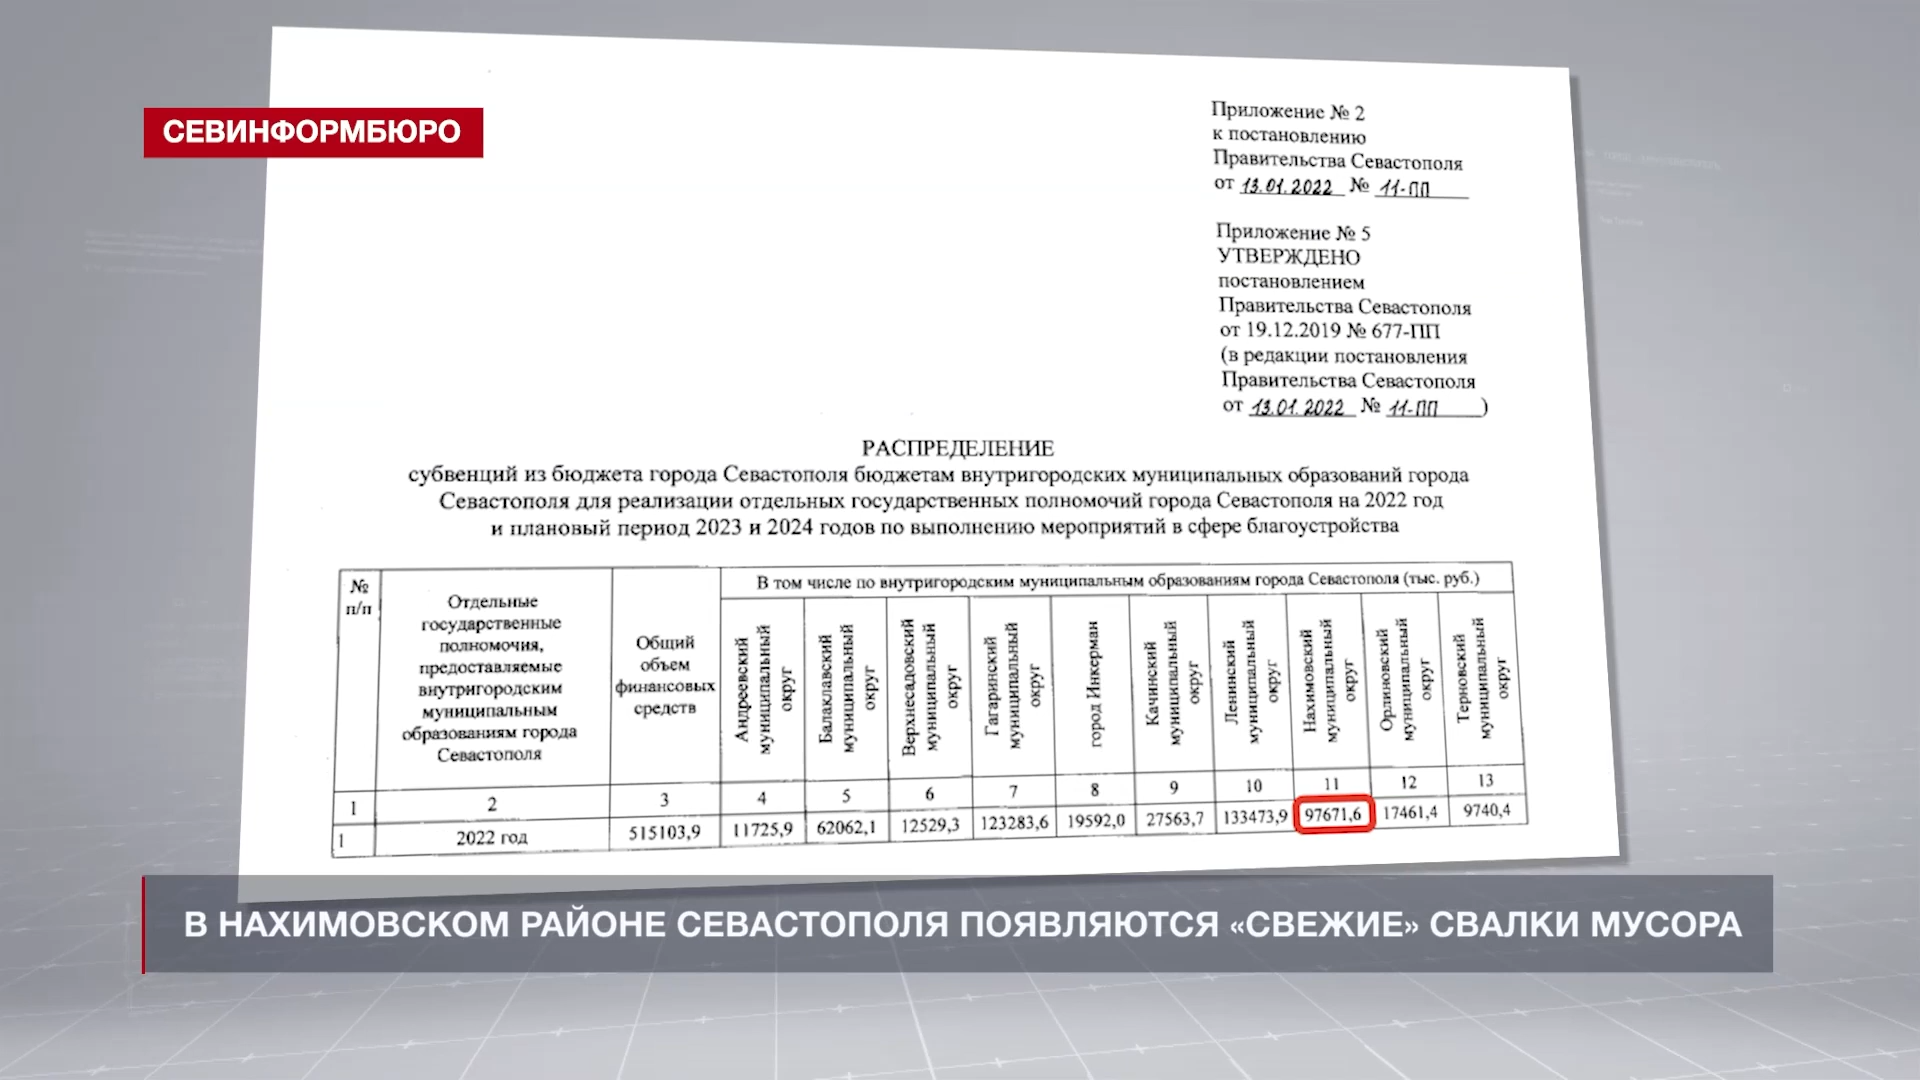 СЕВИНФОРМБЮРО
Приложение № 2
к постановлению
Правительства Севастополя
от 13.01.2022 № 11-ПП
Приложение № 5
УТВЕРЖДЕНО
постановлением
Правительства Севастополя
от 19.12.2019 № 677-ПП
(в редакции постановления
Правительства Севастополя
от 13.01.2022 № 11-ПП )
РАСПРЕДЕЛЕНИЕ
субвенций из бюджета города Севастополя бюджетам внутригородских муниципальных образований города
Севастополя для реализации отдельных государственных полномочий города Севастополя на 2022 год
и плановый период 2023 и 2024 годов по выполнению мероприятий в сфере благоустройства
№
п/п
Отдельные
государственные
полномочия,
предоставляемые
внутригородским
муниципальным
образованиям города
Севастополя
Общий
объем
финансовых
средств
В том числе по внутригородским муниципальным образованиям города Севастополя (тыс. руб.)
Андреевский
муниципальный
округ
Балаклавский
муниципальный
округ
Верхнесадовский
муниципальный
округ
Гагаринский
муниципальный
округ
город Инкерман
Качинский
муниципальный
округ
Ленинский
муниципальный
округ
Нахимовский
муниципальный
округ
Орлиновский
муниципальный
округ
Терновский
муниципальный
округ
1 2 3 4 5 6 7 8 9 10 11 12 13
1 2022 год 515103,9 11725,9 62062,1 12529,3 123283,6 19592,0 27563,7 133473,9 97671,6 17461,4 9740,4
В НАХИМОВСКОМ РАЙОНЕ СЕВАСТОПОЛЯ ПОЯВЛЯЮТСЯ «СВЕЖИЕ» СВАЛКИ МУСОРА